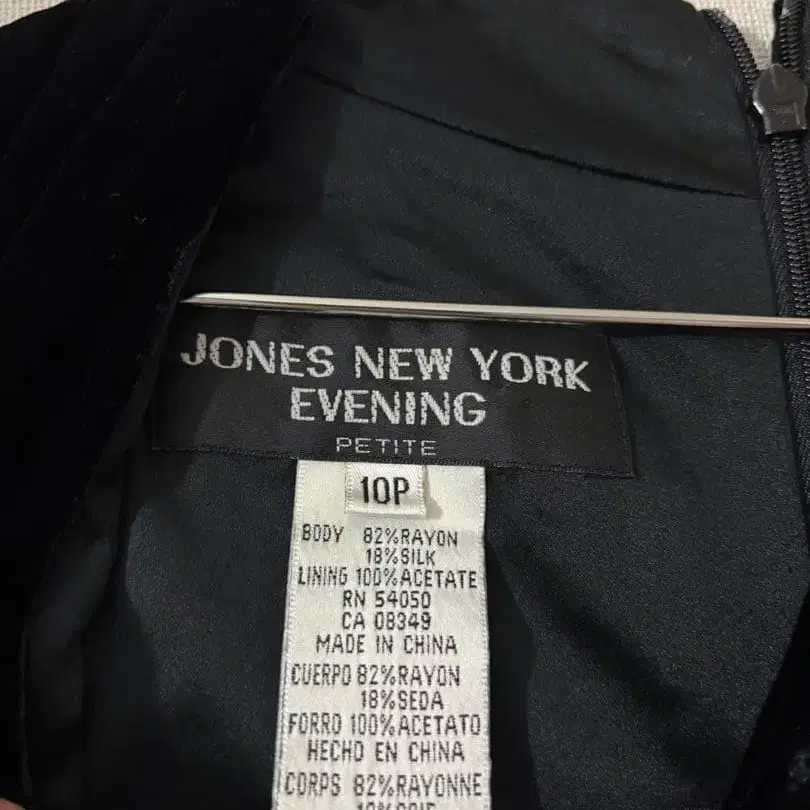 JONES NEW YORK
EVENING
PETITE
10P
BODY 82%RAYON
18%SILK
LINING 100%ACETATE
RN 54050
CA 08349
MADE IN CHINA
CUERPO 82%RAYON
18%SEDA
FORRO 100%ACETATO
HECHO EN CHINA
CORPS 82%RAYONNE